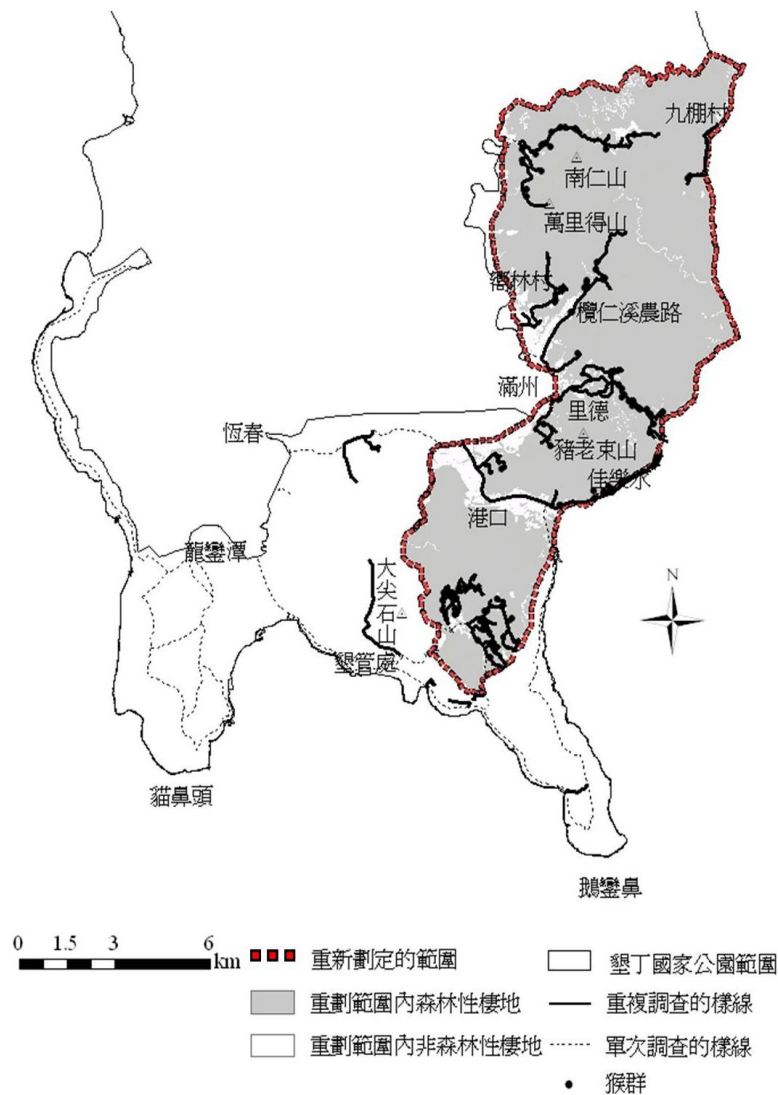 九棚村
南仁山
萬里得山
嚮林村
欖仁溪農路
滿州
里德
恆春
豬老束山
佳樂水
港口
龍鑾潭
大尖石山
N
墾管處
貓鼻頭
鵝鑾鼻
0 1.5 3 6
km
重新劃定的範圍
墾丁國家公園範圍
重劃範圍內森林性棲地
重複調查的樣線
重劃範圍內非森林性棲地
單次調查的樣線
猴群